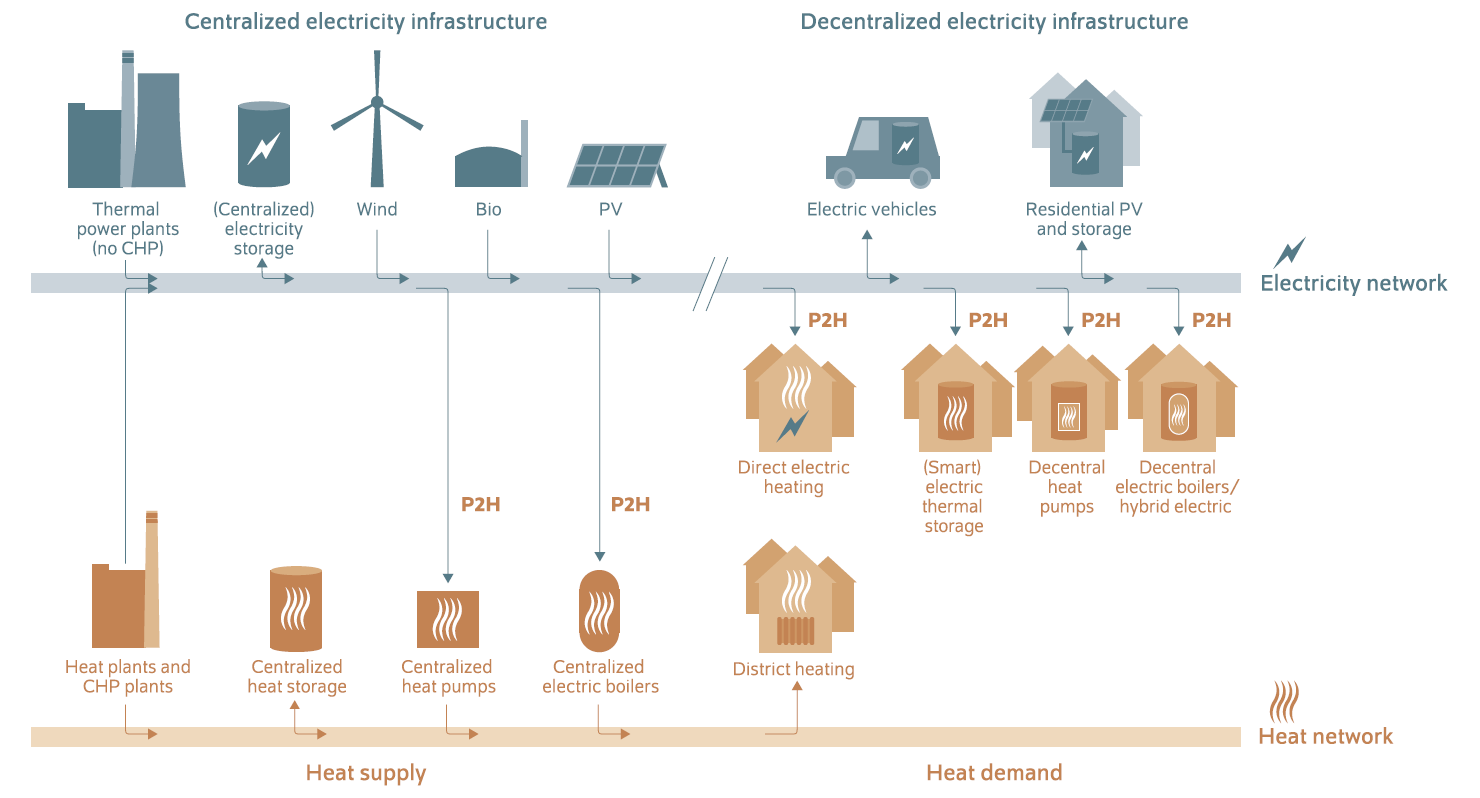 Centralized electricity infrastructure
Decentralized electricity infrastructure
Thermal
power plants
(no CHP)
(Centralized)
electricity
storage
Wind
Bio
PV
Electric vehicles
Residential PV
and storage
Electricity network
P2H
P2H
P2H
P2H
Direct electric
heating
(Smart)
electric
thermal
storage
Decentral
heat
pumps
Decentral
electric boilers/
hybrid electric
P2H
P2H
Heat plants and
CHP plants
Centralized
heat storage
Centralized
heat pumps
Centralized
electric boilers
District heating
Heat network
Heat supply
Heat demand